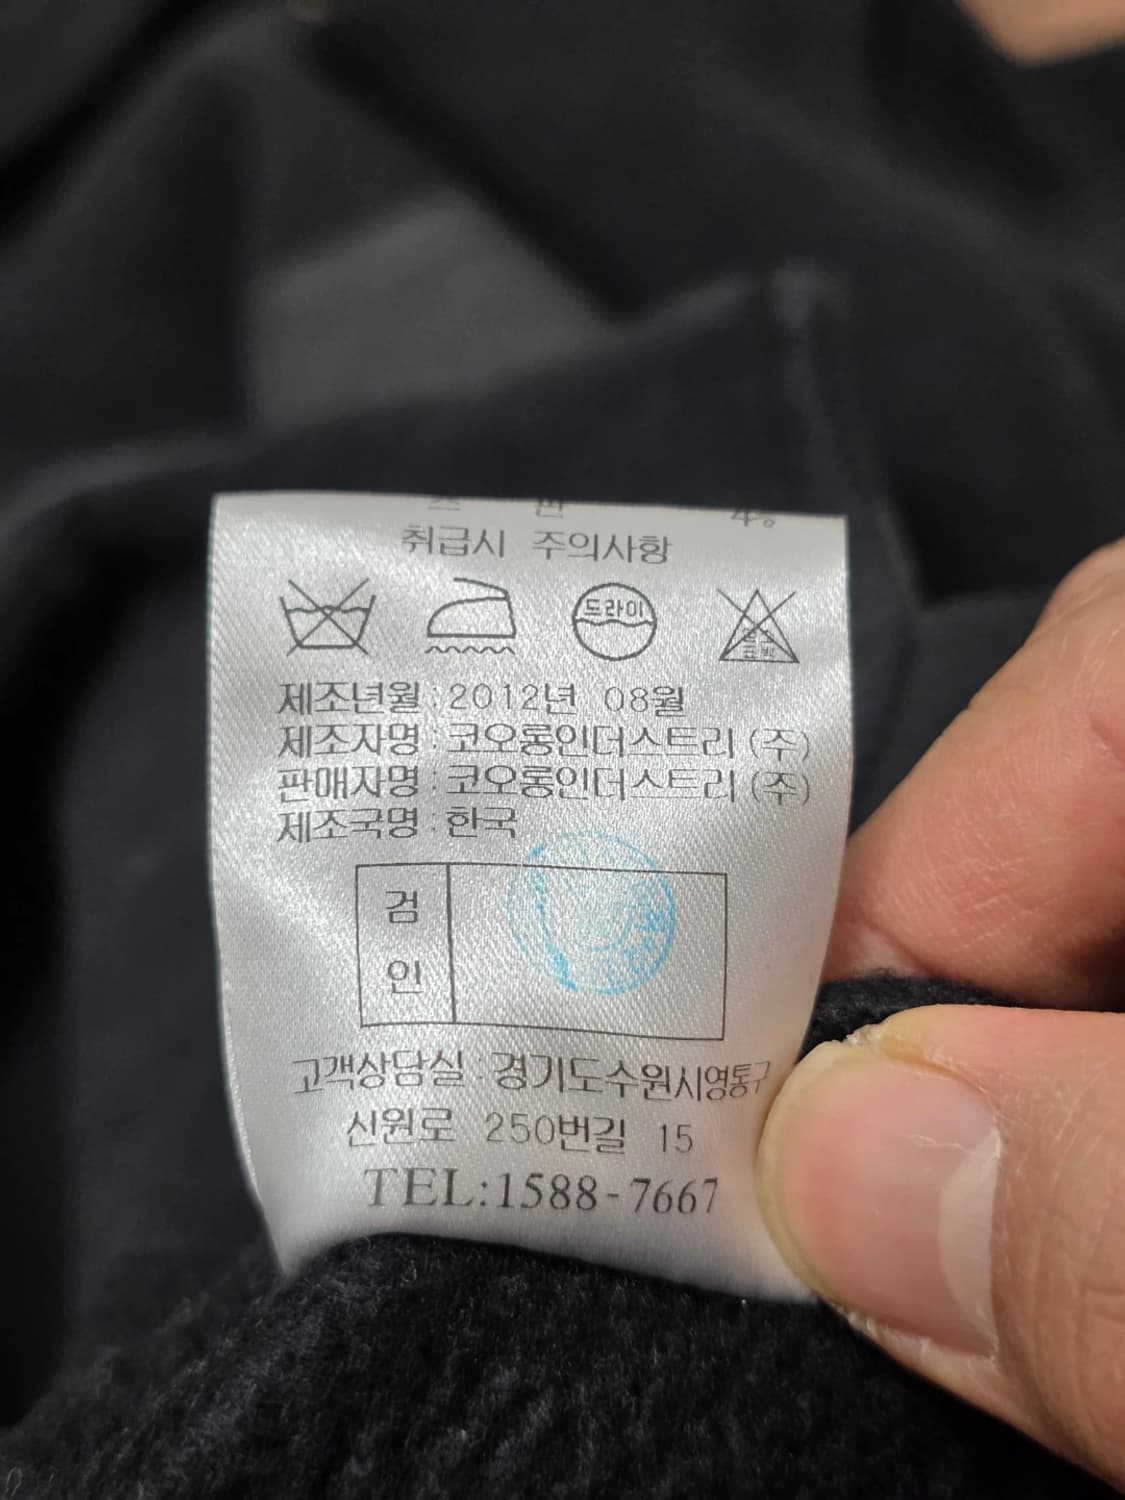 취급시 주의사항
드라이
제조년월:2012년 08월
제조자명:코오롱인더스트리(주)
판매자명:코오롱인더스트리(주)
제조국명:한국
검
인
고객상담실:경기도수원시영통구
신원로 250번길 15
TEL:1588-7667